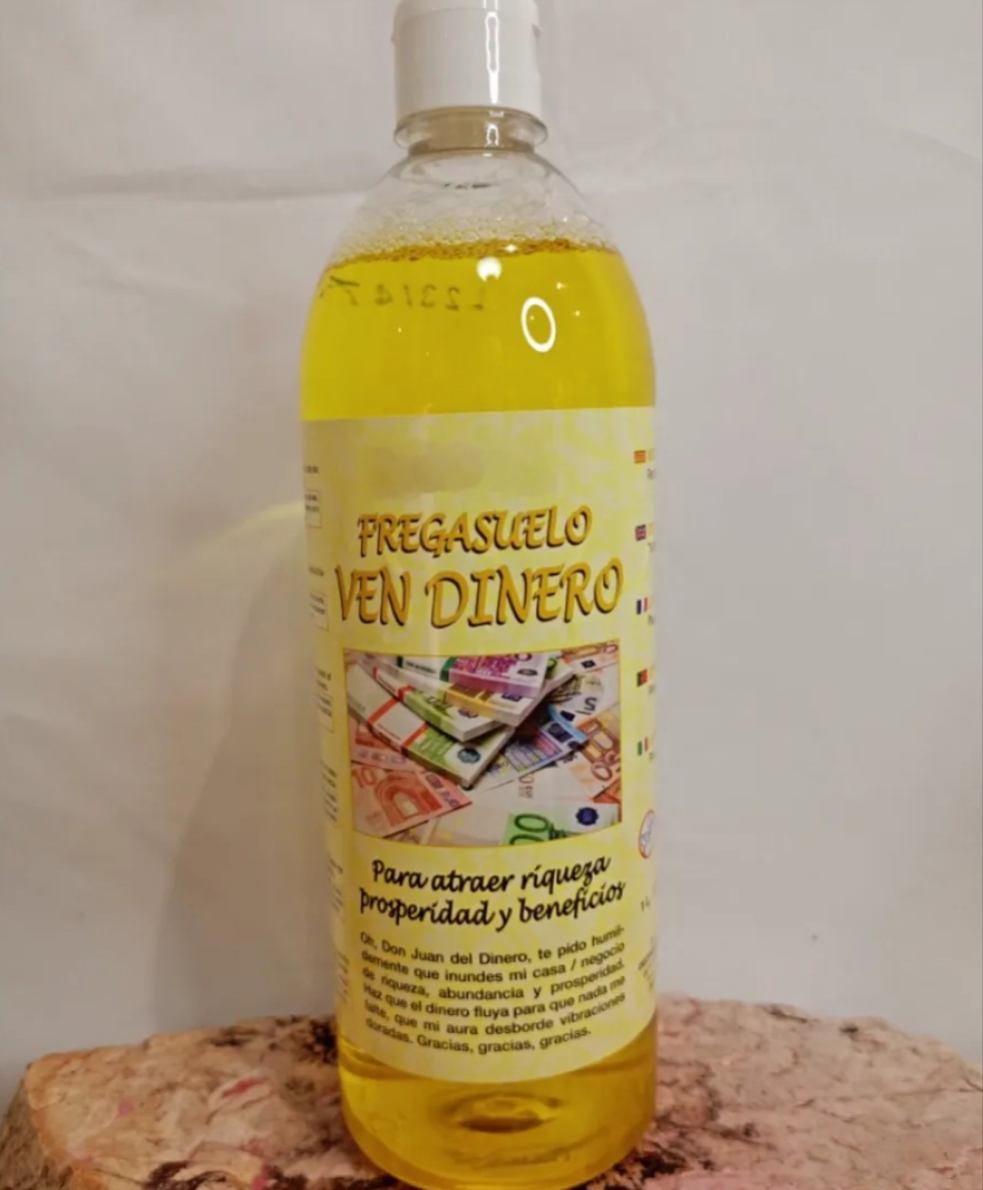 FREGASUELO
VEN DINERO
Para atraer riqueza
prosperidad y beneficios
Oh, Don Juan del Dinero, te pido humil-
demente que inundes mi casa / negocio
de riqueza, abundancia y prosperidad.
Haz que el dinero fluya para que nada me
falte, que mi aura desborde vibraciones
doradas. Gracias, gracias, gracias.